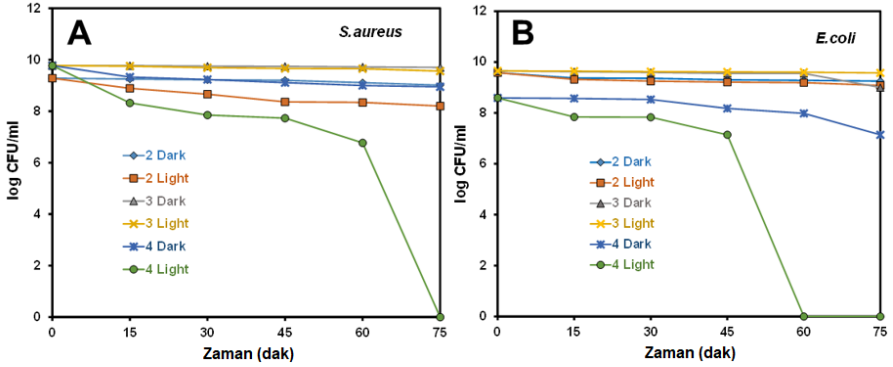 A
S.aureus
log CFU/ml
12
10
8
6
4
2
0
2 Dark
2 Light
3 Dark
3 Light
4 Dark
4 Light
0 15 30 45 60 75
Zaman (dak)
B
E.coli
log CFU/ml
12
10
8
6
4
2
0
2 Dark
2 Light
3 Dark
3 Light
4 Dark
4 Light
0 15 30 45 60 75
Zaman (dak)